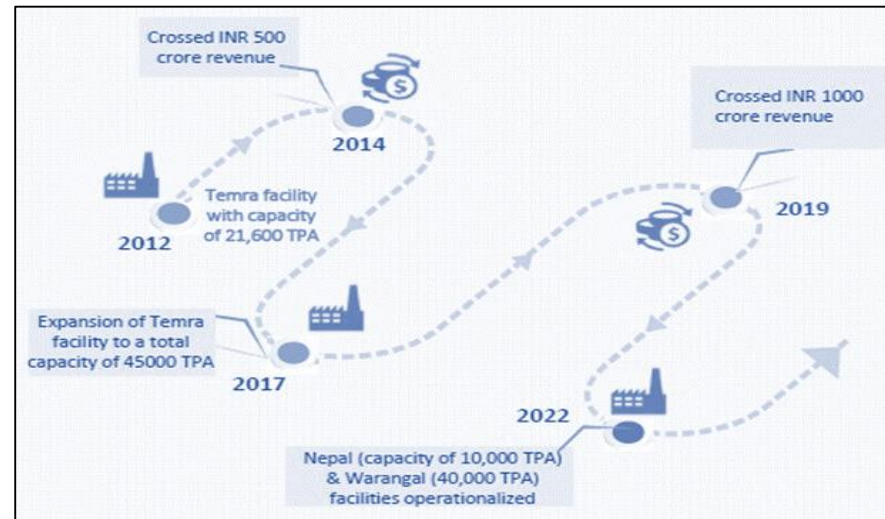 Crossed INR 500
crore revenue
$
2014
2012
Temra facility
with capacity
of 21,600 TPA
Expansion of Temra
facility to a total
capacity of 45000 TPA
2017
Crossed INR 1000
crore revenue
$
2019
2022
Nepal (capacity of 10,000 TPA)
& Warangal (40,000 TPA)
facilities operationalized